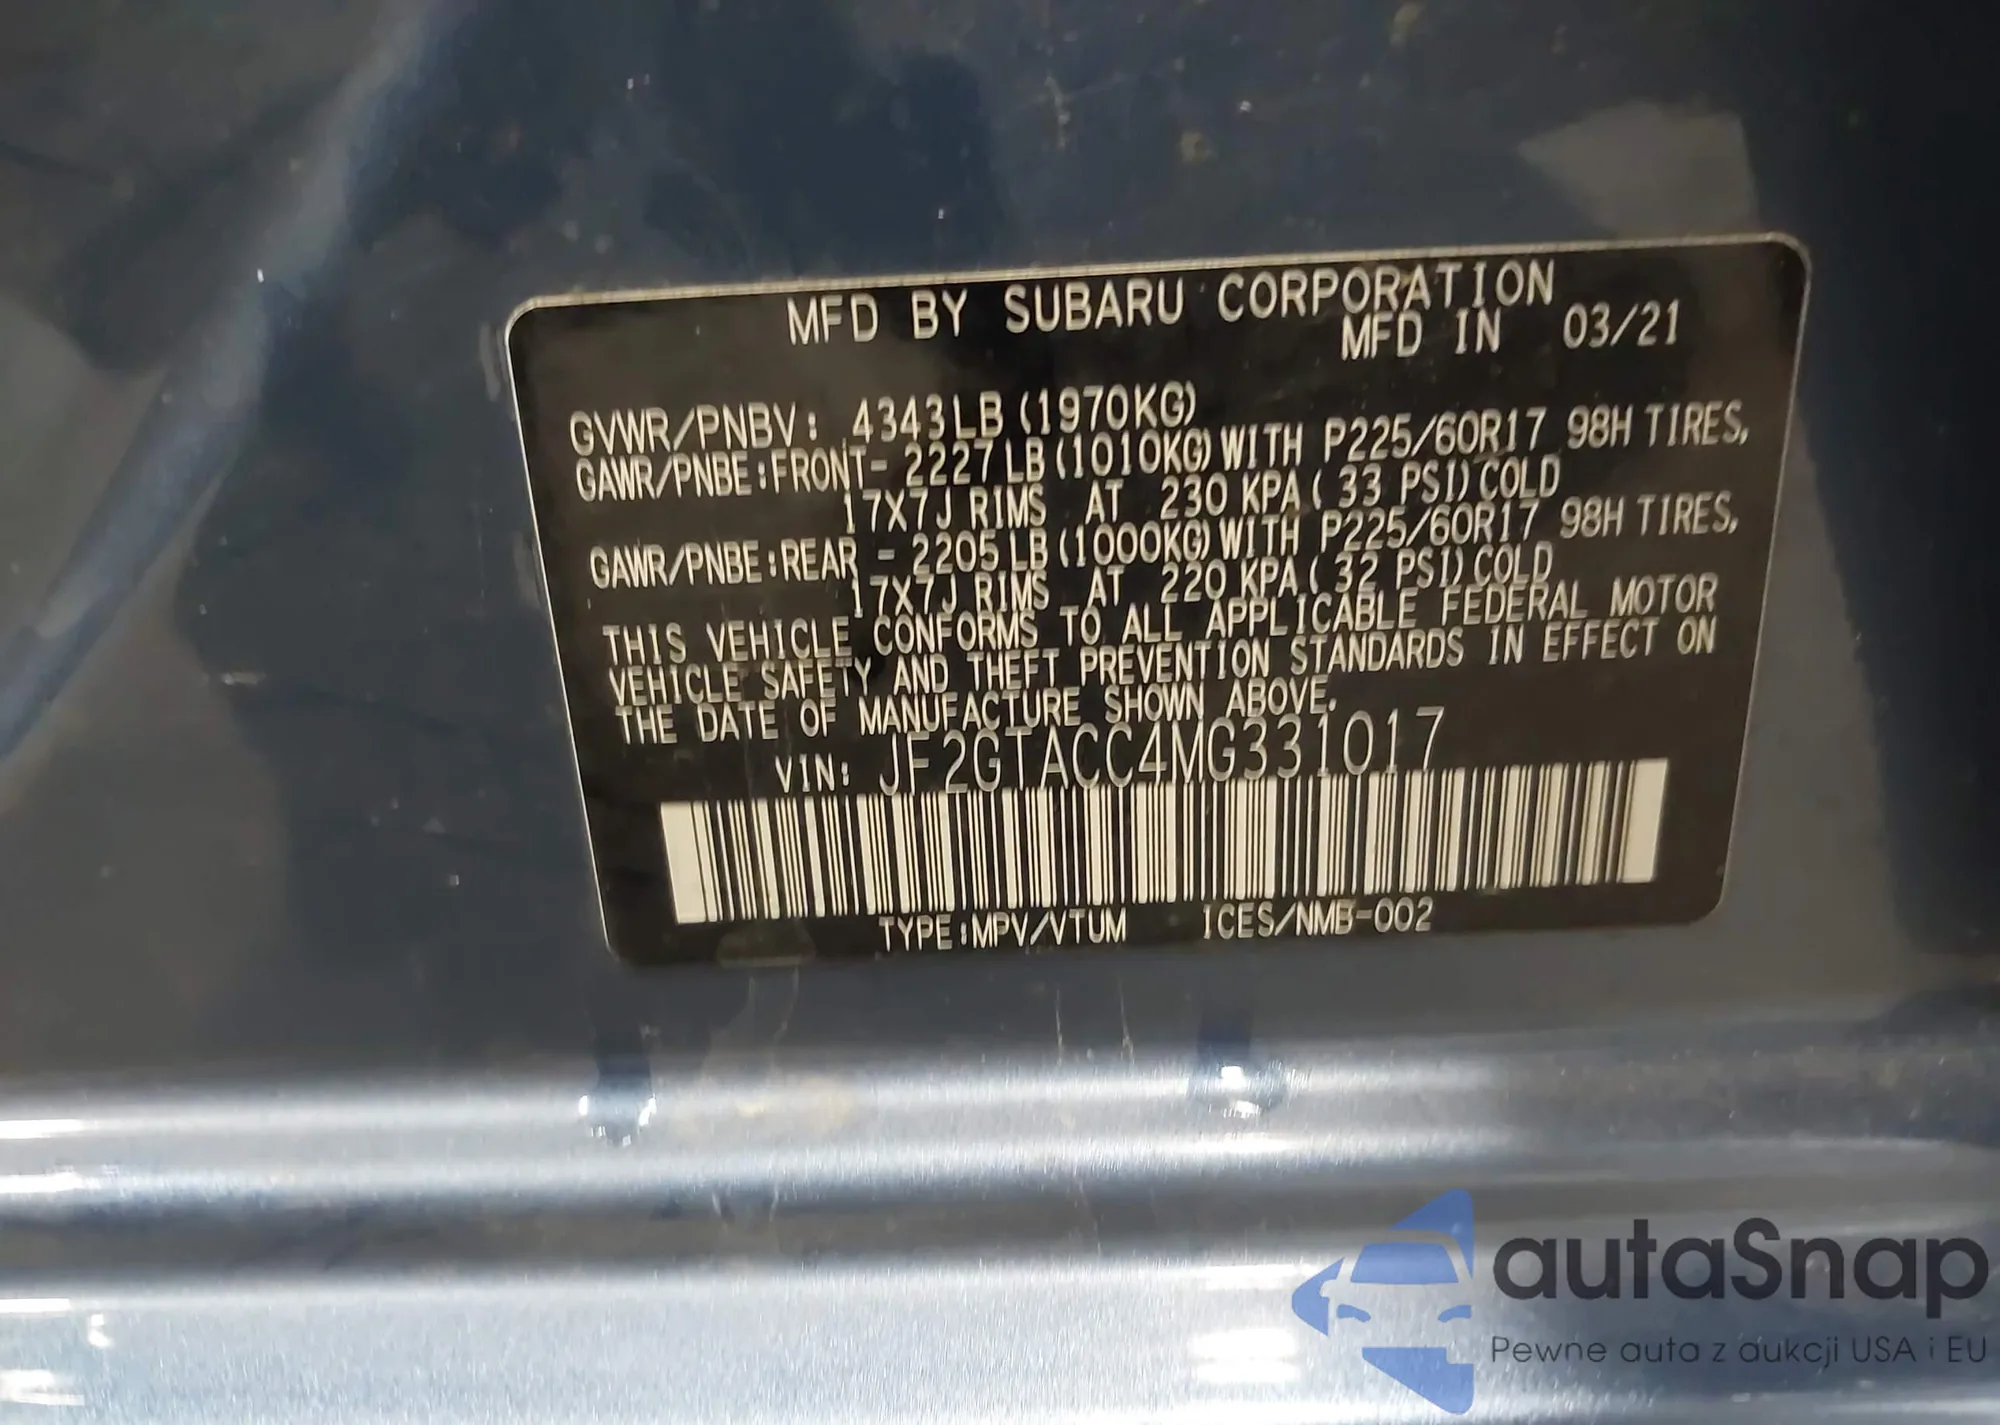 MFD BY SUBARU CORPORATION
MFD IN 03/21
GVWR/PNBV: 4343LB (1970KG)
GAWR/PNBE:FRONT- 2227 LB (1010KG) WITH P225/60R17 98H TIRES,
17X7J RIMS AT 230 KPA ( 33 PSI) COLD
GAWR/PNBE:REAR - 2205 LB (1000KG) WITH P225/60R17 98H TIRES,
17X7J RIMS AT 220 KPA ( 32 PSI) COLD
THIS VEHICLE CONFORMS TO ALL APPLICABLE FEDERAL MOTOR
VEHICLE SAFETY AND THEFT PREVENTION STANDARDS IN EFFECT ON
THE DATE OF MANUFACTURE SHOWN ABOVE.
VIN: JF2GTACC4MG331017
TYPE:MPV/VTUM ICES/NMB-002
autaSnap
Pewne auta z aukcji USA i EU